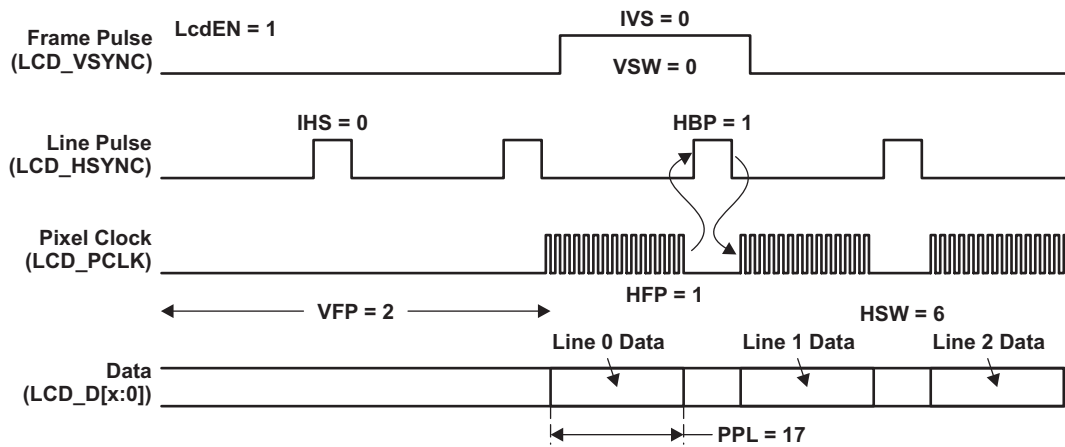 LcdEN = 1
IVS = 0
Frame Pulse
(LCD_VSYNC)
VSW = 0
IHS = 0
HBP = 1
Line Pulse
(LCD_HSYNC)
Pixel Clock
(LCD_PCLK)
HFP = 1
VFP = 2
HSW = 6
Line 0 Data
Line 1 Data
Line 2 Data
Data
(LCD_D[x:0])
PPL = 17